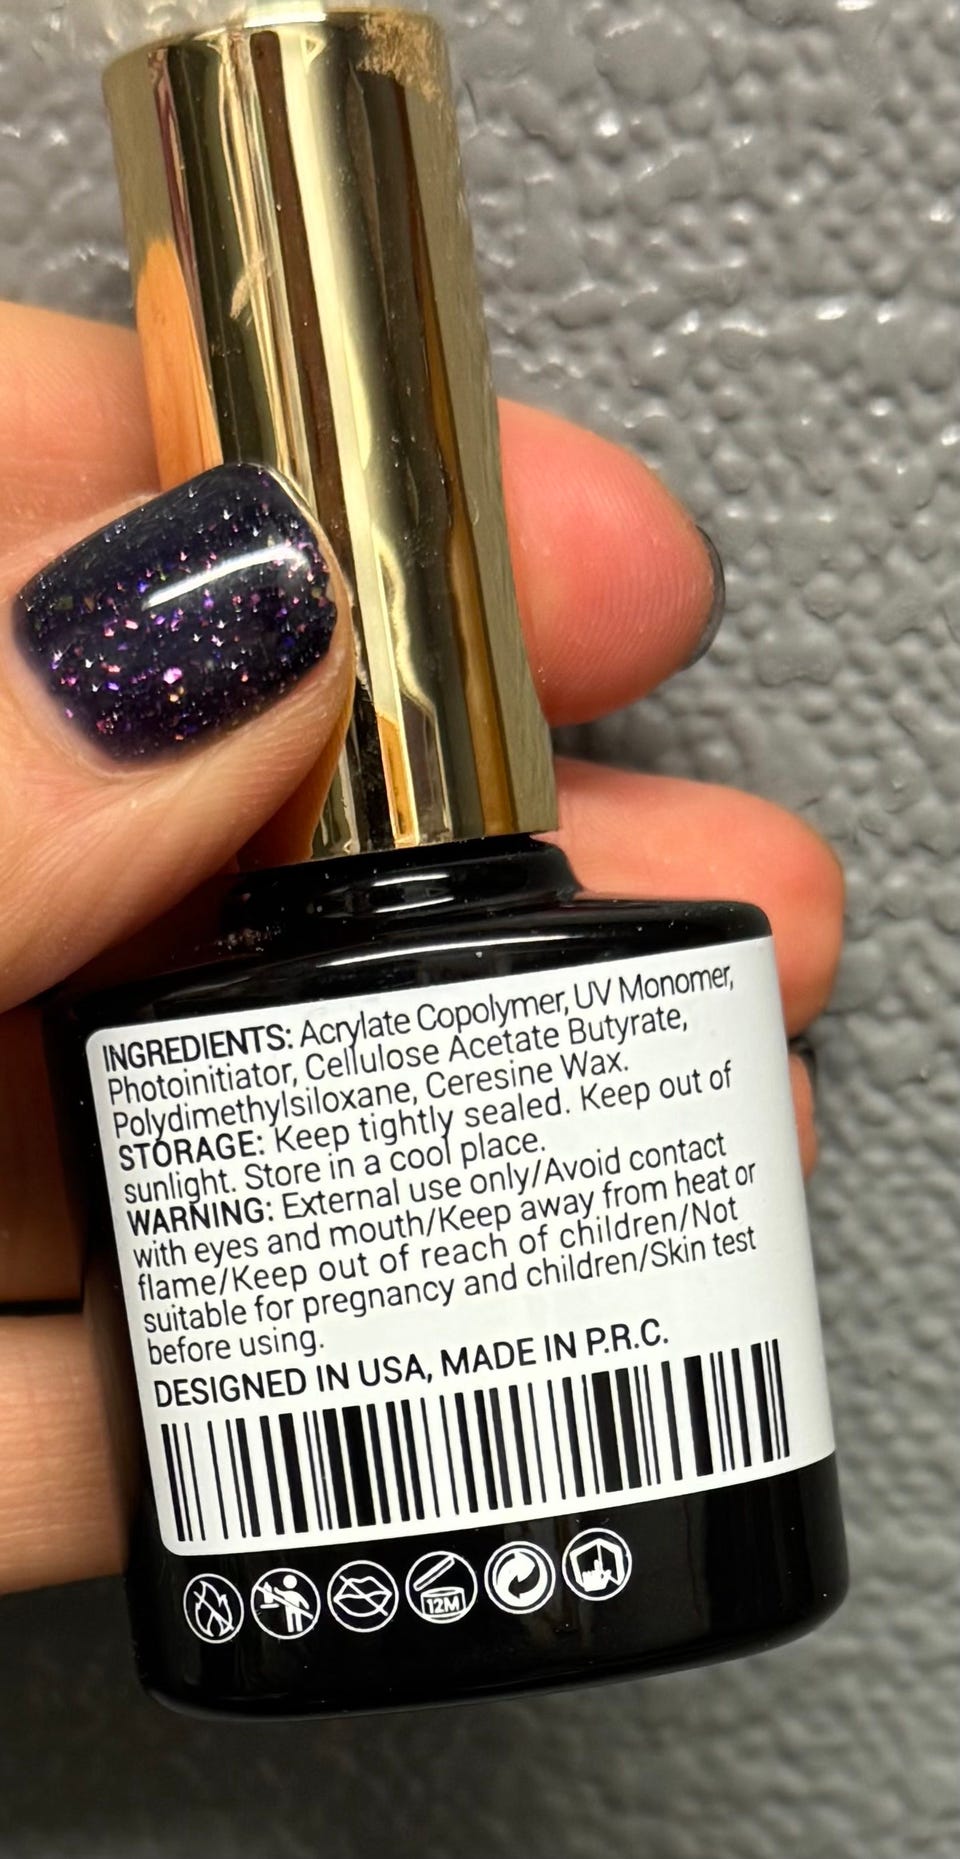 INGREDIENTS: Acrylate Copolymer, UV Monomer,
Photoinitiator, Cellulose Acetate Butyrate,
Polydimethylsiloxane, Ceresine Wax.
STORAGE: Keep tightly sealed. Keep out of
sunlight. Store in a cool place.
WARNING: External use only/Avoid contact
with eyes and mouth/Keep away from heat or
flame/Keep out of reach of children/Not
suitable for pregnancy and children/Skin test
before using.
DESIGNED IN USA, MADE IN P.R.C.
12M